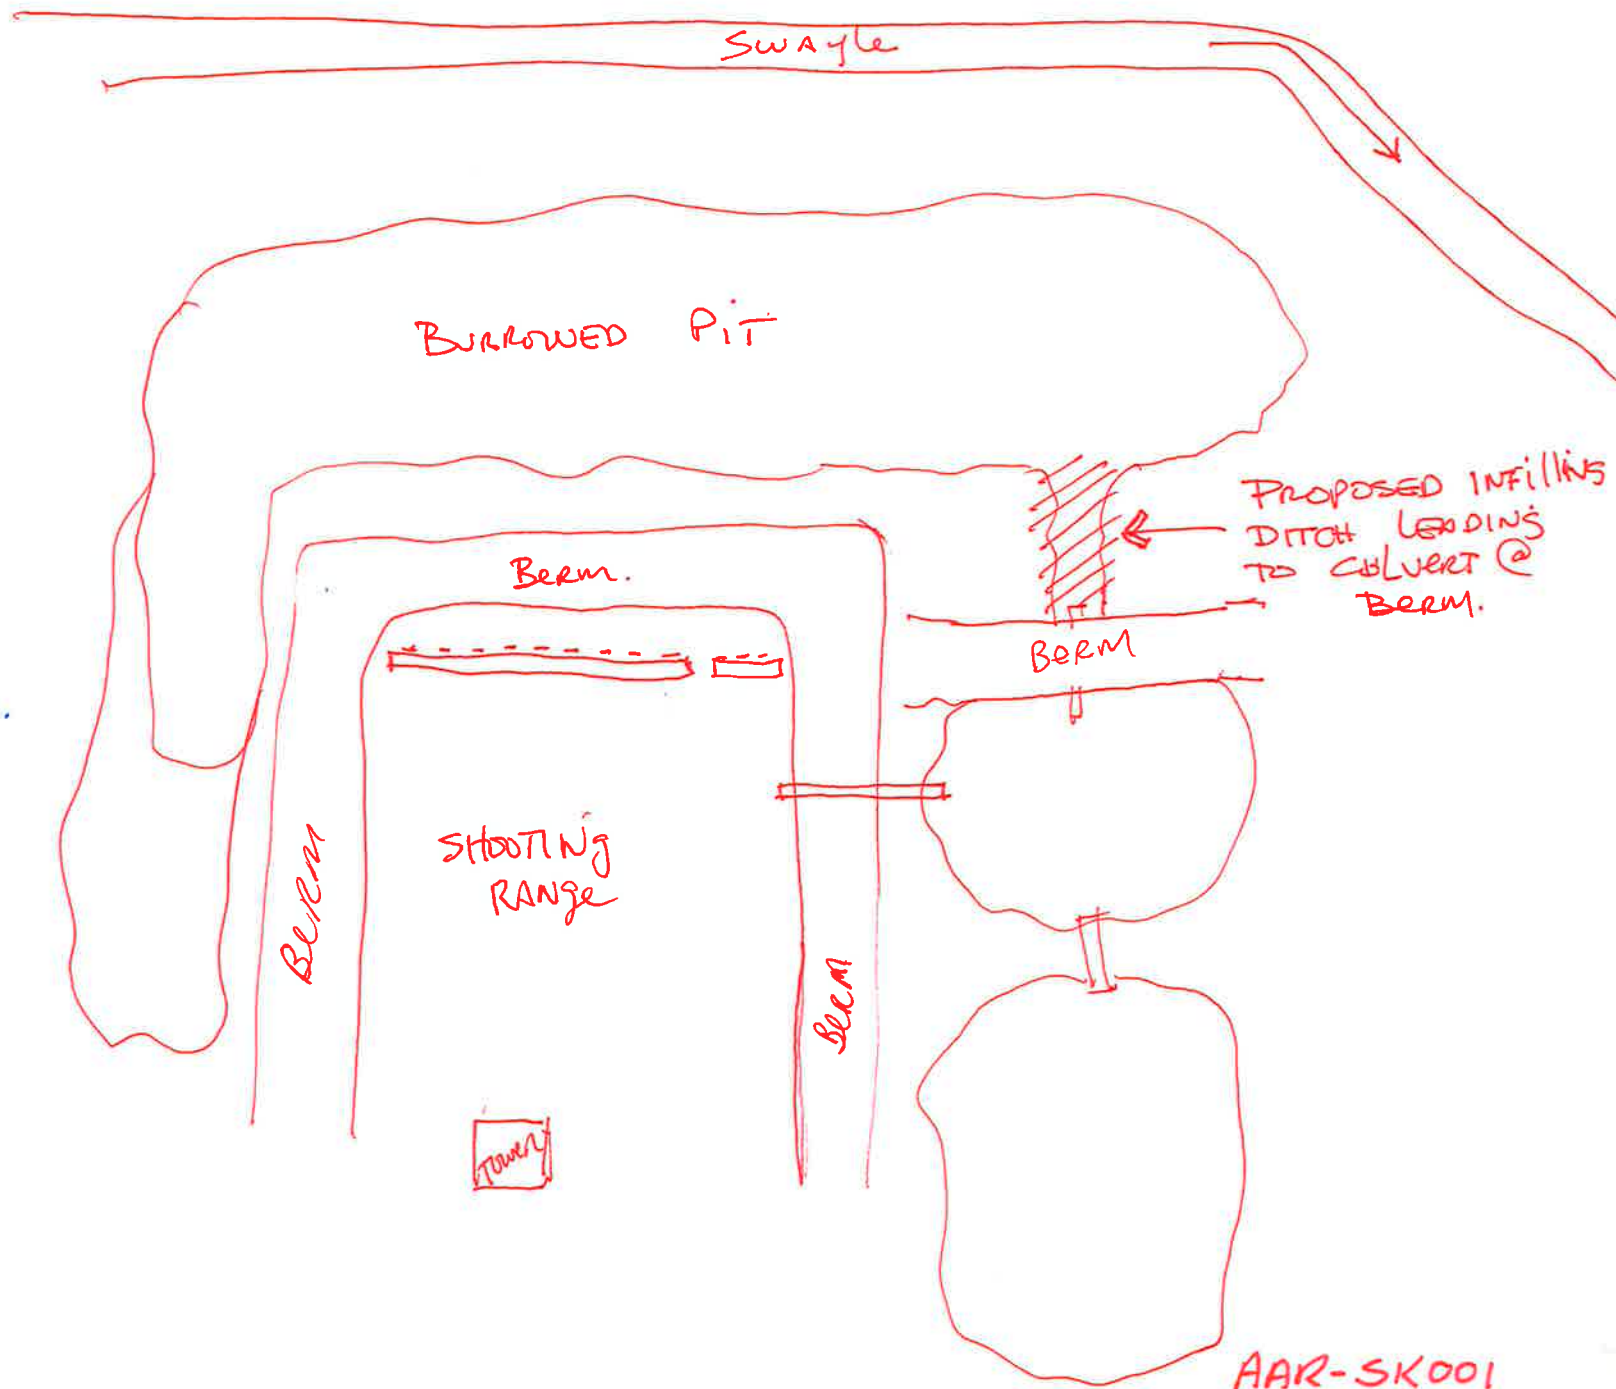 SWAyle
BURROWED PIT
PROPOSED INFILLING
DITCH LEADING
TO CULVERT @
BERM.
BERM.
BERM
SHOOTING
RANGE
BERM
BERM
TOWER
AAR-SK001